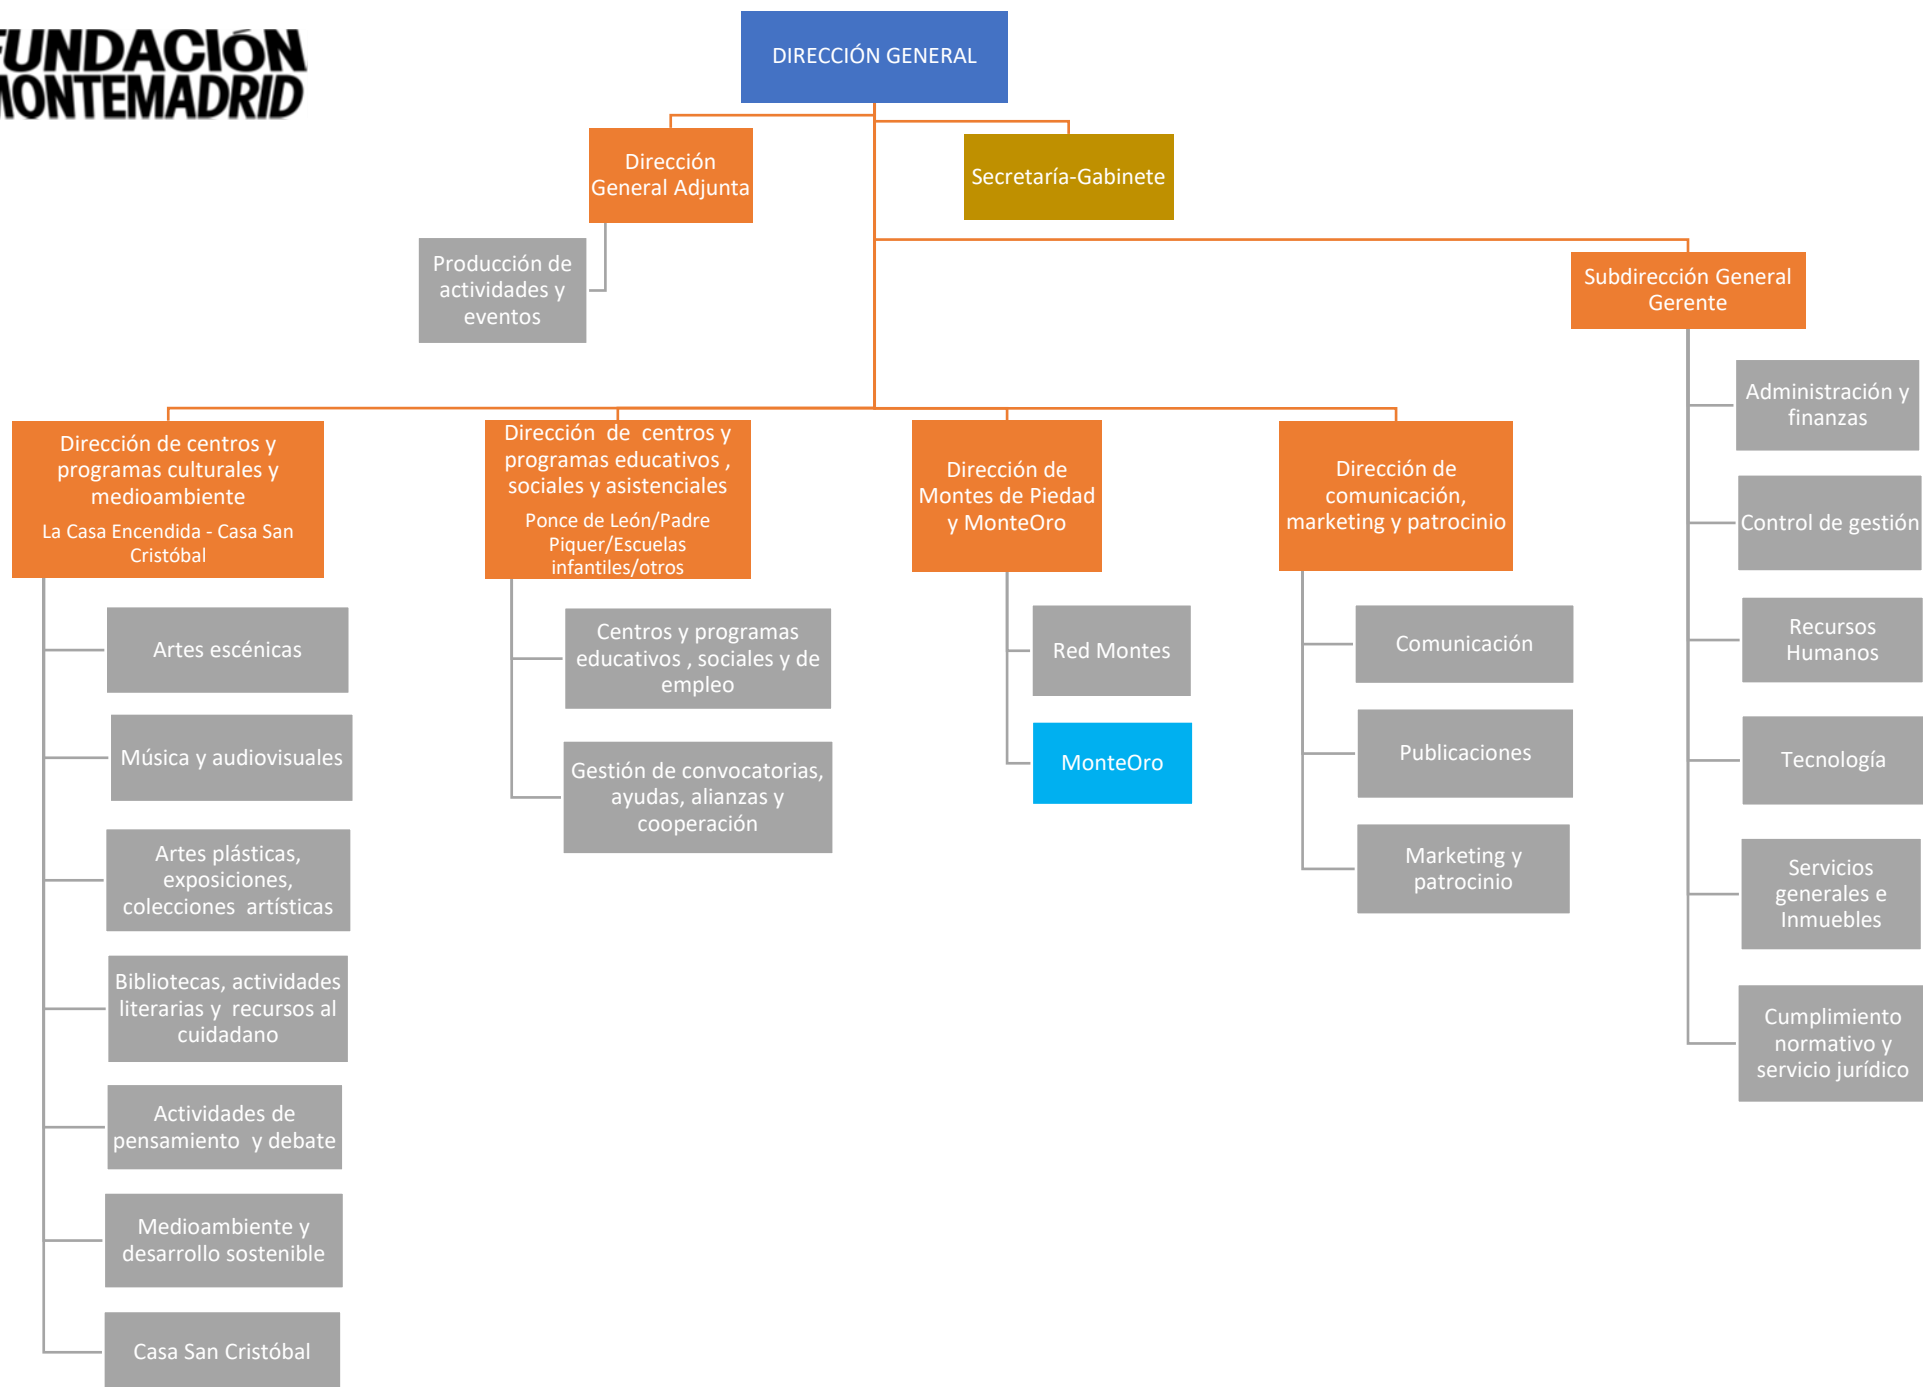 FUNDACIÓN
MONTEMADRID
DIRECCIÓN GENERAL
Dirección
General Adjunta
Secretaría-Gabinete
Producción de
actividades y
eventos
Subdirección General
Gerente
Administración y
finanzas
Control de gestión
Recursos
Humanos
Tecnología
Servicios
generales e
Inmuebles
Cumplimiento
normativo y
servicio jurídico
Dirección de centros y
programas culturales y
medioambiente
La Casa Encendida - Casa San
Cristóbal
Artes escénicas
Música y audiovisuales
Artes plásticas,
exposiciones,
colecciones artísticas
Bibliotecas, actividades
literarias y recursos al
cuidadano
Actividades de
pensamiento y debate
Medioambiente y
desarrollo sostenible
Casa San Cristóbal
Dirección de centros y
programas educativos ,
sociales y asistenciales
Ponce de León/Padre
Piquer/Escuelas
infantiles/otros
Centros y programas
educativos , sociales y de
empleo
Gestión de convocatorias,
ayudas, alianzas y
cooperación
Dirección de
Montes de Piedad
y MonteOro
Red Montes
MonteOro
Dirección de
comunicación,
marketing y patrocinio
Comunicación
Publicaciones
Marketing y
patrocinio